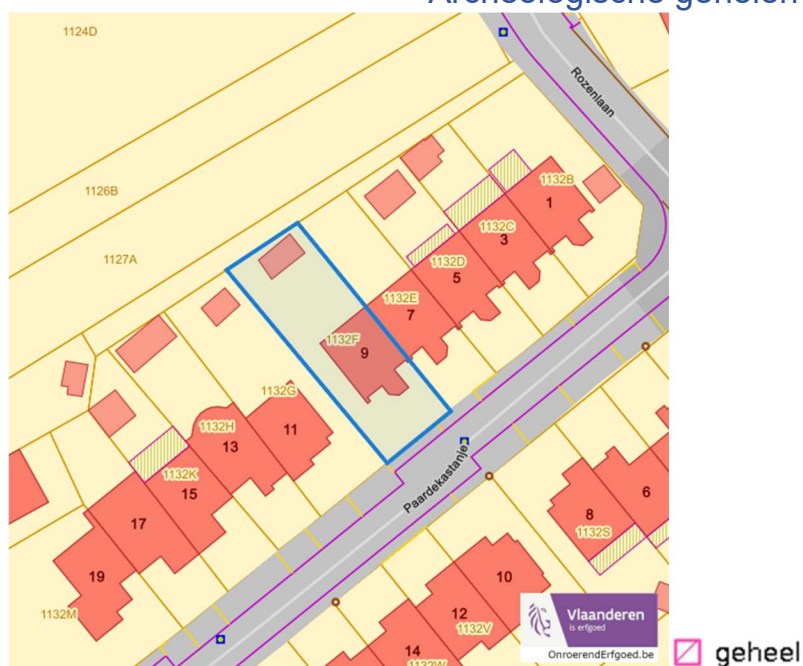 Archeologische geheelen
1124D
Rozenlaan
1126B
1132B
1
1132C
3
1127A
1132D
5
1132E
7
1132F
9
1132G
11
1132H
13
1132K
15
Paardekastanje
17
6
8
1132S
19
10
1132M
12
1132V
14
1132W
Vlaanderen
is erfgoed
OnroerendErfgoed.be
geheel